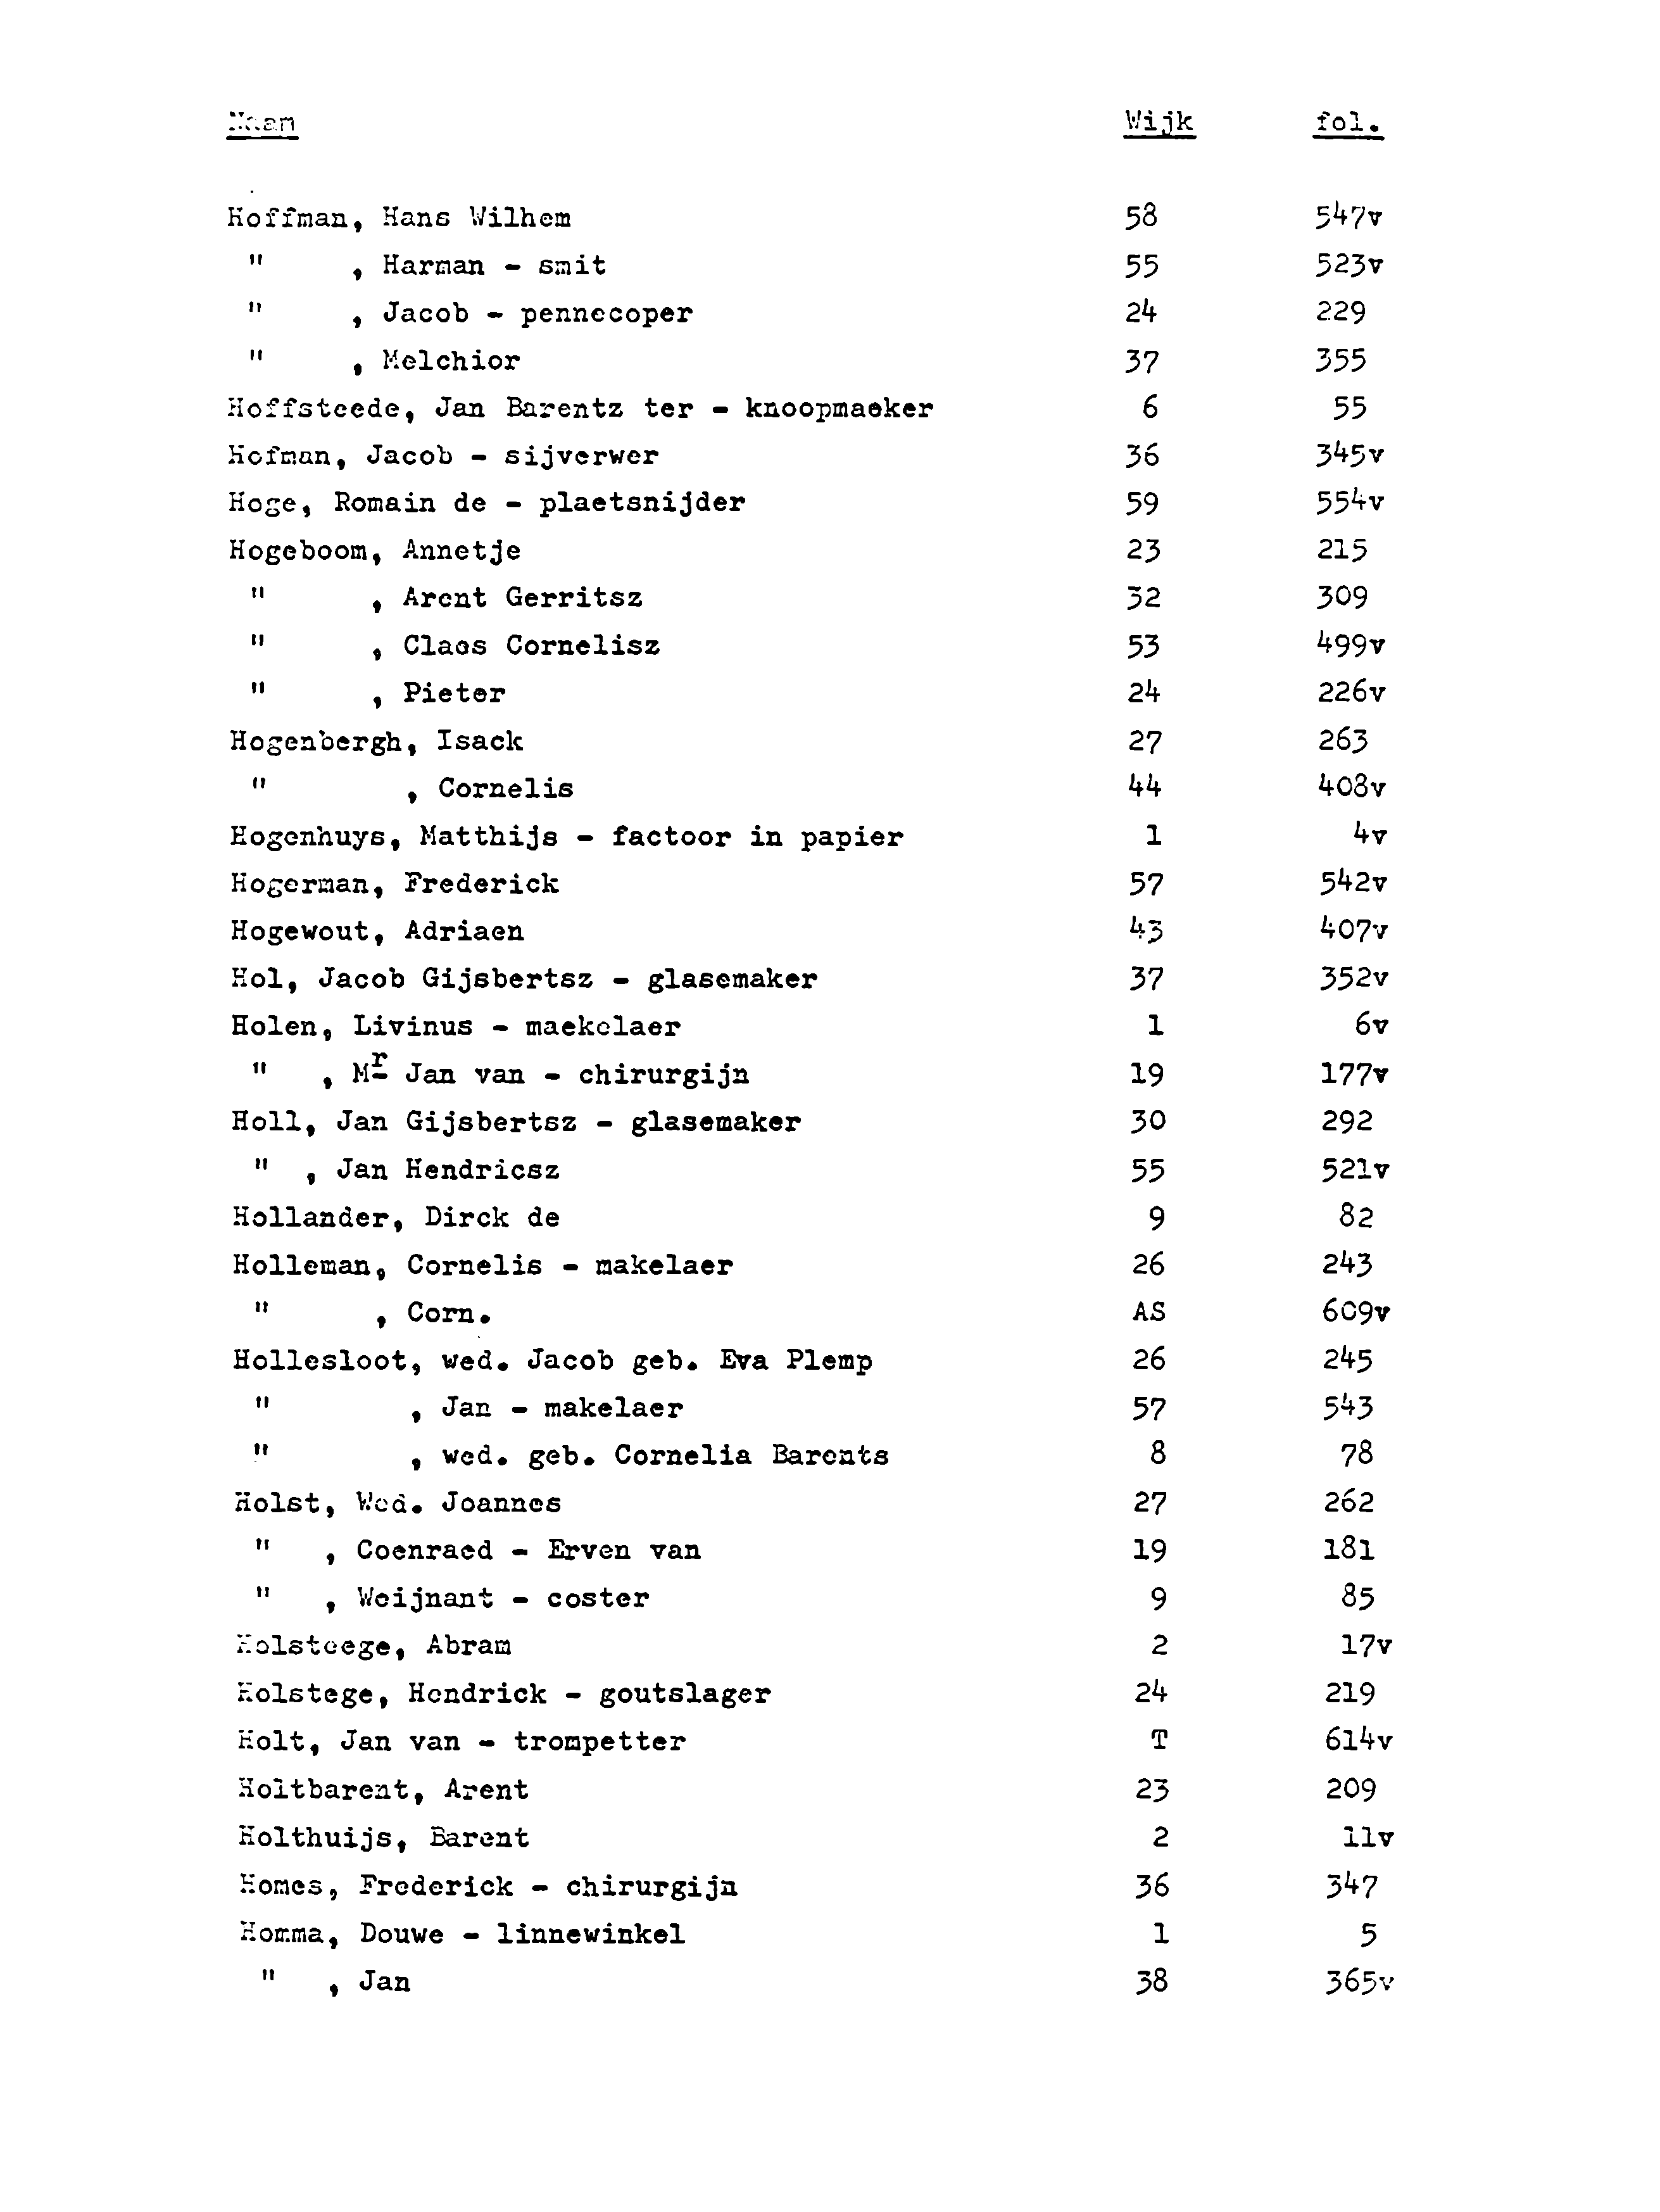 Naam Wijk fol.
Hoffman, Hans Wilhem 58 547v
" , Harman - smit 55 523v
" , Jacob - pennecoper 24 229
" , Melchior 37 355
Hoffsteede, Jan Barentz ter - knoopmaeker 6 55
Hofman, Jacob - sijverwer 36 345v
Hoge, Romain de - plaetsnijder 59 554v
Hogeboom, Annetje 23 215
" , Arent Gerritsz 32 309
" , Claes Cornelisz 53 499v
" , Pieter 24 226v
Hogenbergh, Isack 27 263
" , Cornelis 44 408v
Hogenhuys, Matthijs - factoor in papier 1 4v
Hogerman, Frederick 57 542v
Hogewout, Adriaen 43 407v
Hol, Jacob Gijsbertsz - glasemaker 37 352v
Holen, Livinus - maekelaer 1 6v
" , Mr Jan van - chirurgijn 19 177v
Holl, Jan Gijsbertsz - glasemaker 30 292
" , Jan Hendricsz 55 521v
Hollander, Dirck de 9 82
Holleman, Cornelis - makelaer 26 243
" , Corn. AS 609v
Hollesloot, wed. Jacob geb. Eva Plemp 26 245
" , Jan - makelaer 57 543
" , wed. geb. Cornelia Barents 8 78
Holst, Wed. Joannes 27 262
" , Coenraed - Erven van 19 181
" , Weijnant - coster 9 85
Holsteege, Abram 2 17v
Holstege, Hendrick - goutslager 24 219
Holt, Jan van - trompetter T 614v
Holtbarent, Arent 23 209
Holthuijs, Barent 2 11v
Homes, Frederick - chirurgijn 36 347
Homma, Douwe - linnewinkel 1 5
" , Jan 38 365v